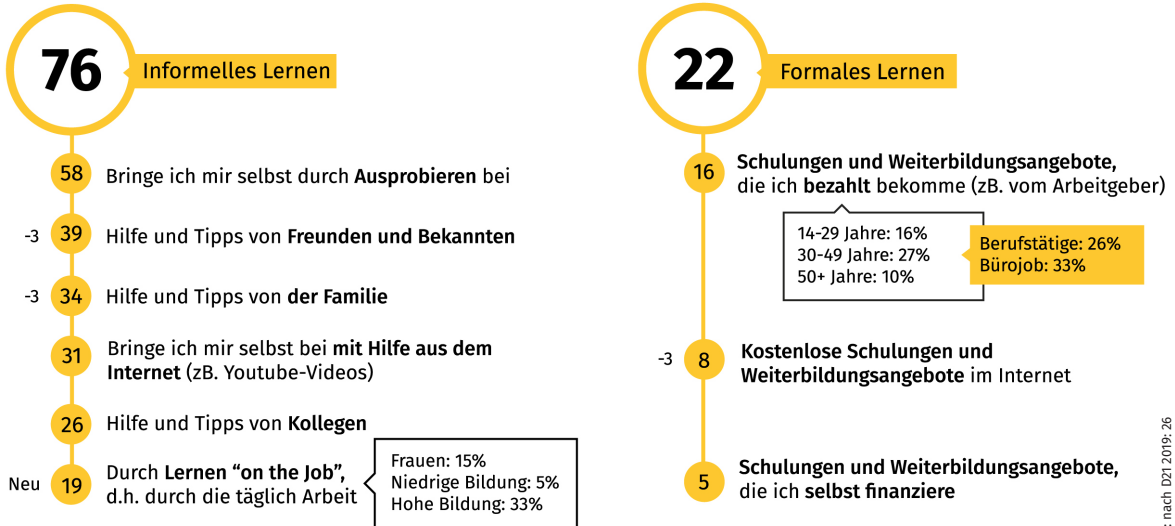 76
Informelles Lernen
58
Bringe ich mir selbst durch Ausprobieren bei
-3
39
Hilfe und Tipps von Freunden und Bekannten
-3
34
Hilfe und Tipps von der Familie
31
Bringe ich mir selbst bei mit Hilfe aus dem
Internet (zB. Youtube-Videos)
26
Hilfe und Tipps von Kollegen
Neu
19
Durch Lernen “on the Job”,
d.h. durch die täglich Arbeit
Frauen: 15%
Niedrige Bildung: 5%
Hohe Bildung: 33%
22
Formales Lernen
16
Schulungen und Weiterbildungsangebote,
die ich bezahlt bekomme (zB. vom Arbeitgeber)
14-29 Jahre: 16%
30-49 Jahre: 27%
50+ Jahre: 10%
Berufstätige: 26%
Bürojob: 33%
-3
8
Kostenlose Schulungen und
Weiterbildungsangebote im Internet
5
Schulungen und Weiterbildungsangebote,
die ich selbst finanziere
: nach D21 2019: 26